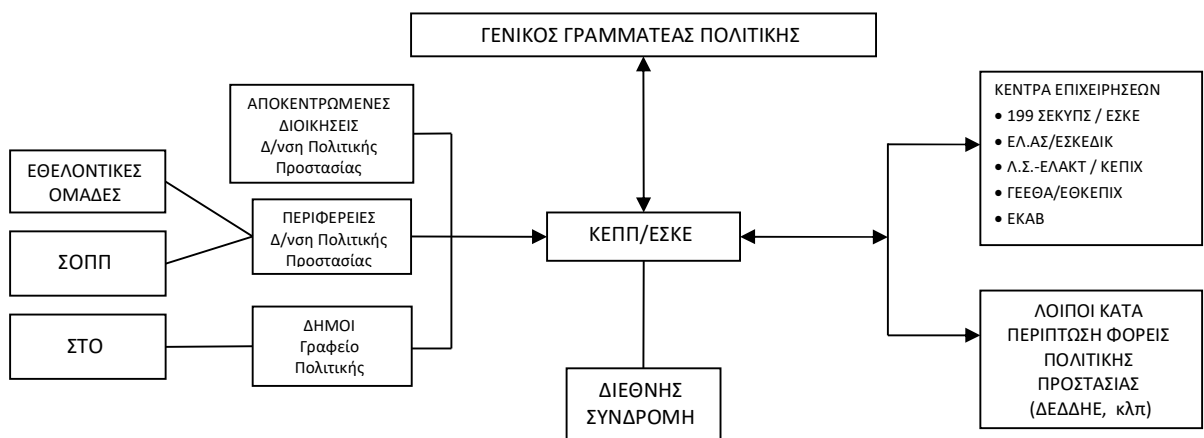 ΓΕΝΙΚΟΣ ΓΡΑΜΜΑΤΕΑΣ ΠΟΛΙΤΙΚΗΣ
ΑΠΟΚΕΝΤΡΩΜΕΝΕΣ
ΔΙΟΙΚΗΣΕΙΣ
Δ/νση Πολιτικής
Προστασίας
ΕΘΕΛΟΝΤΙΚΕΣ
ΟΜΑΔΕΣ
ΣΟΠΠ
ΣΤΟ
ΠΕΡΙΦΕΡΕΙΕΣ
Δ/νση Πολιτικής
Προστασίας
ΔΗΜΟΙ
Γραφείο
Πολιτικής
ΚΕΠΠ/ΕΣΚΕ
ΔΙΕΘΝΗΣ
ΣΥΝΔΡΟΜΗ
ΚΕΝΤΡΑ ΕΠΙΧΕΙΡΗΣΕΩΝ
• 199 ΣΕΚΥΠΣ / ΕΣΚΕ
• ΕΛ.ΑΣ/ΕΣΚΕΔΙΚ
• Λ.Σ.-ΕΛΑΚΤ / ΚΕΠΙΧ
• ΓΕΕΘΑ/ΕΘΚΕΠΙΧ
• ΕΚΑΒ
ΛΟΙΠΟΙ ΚΑΤΑ
ΠΕΡΙΠΤΩΣΗ ΦΟΡΕΙΣ
ΠΟΛΙΤΙΚΗΣ
ΠΡΟΣΤΑΣΙΑΣ
(ΔΕΔΔΗΕ, κλπ)